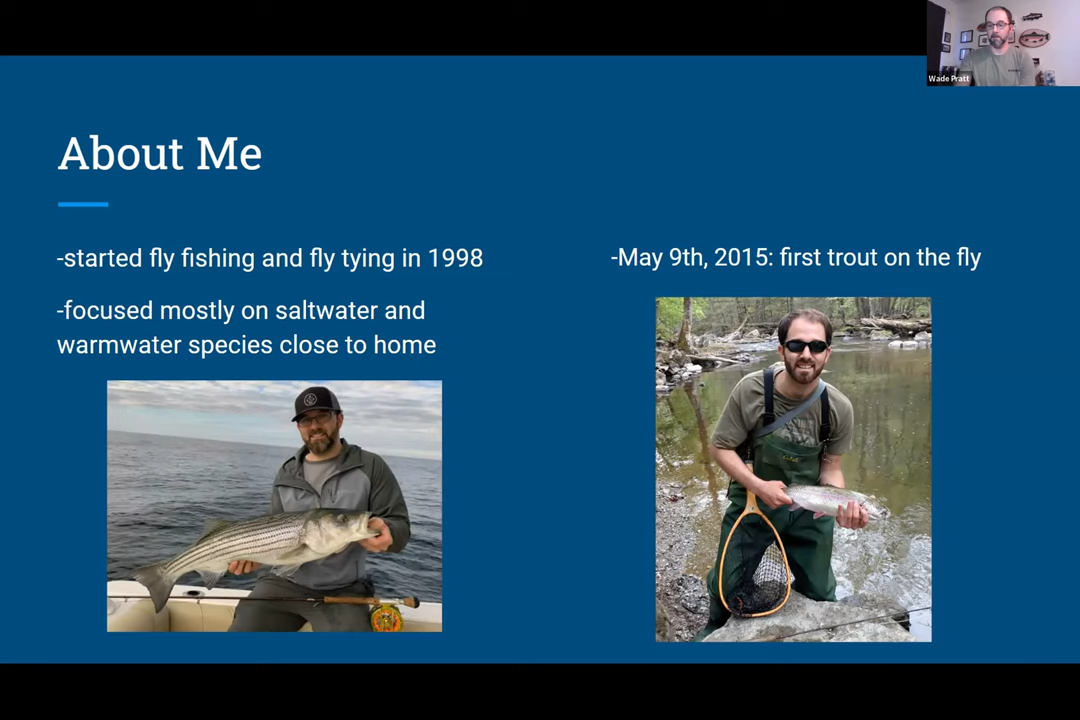 Wade Pratt
About Me
-started fly fishing and fly tying in 1998
-focused mostly on saltwater and
warmwater species close to home
-May 9th, 2015: first trout on the fly